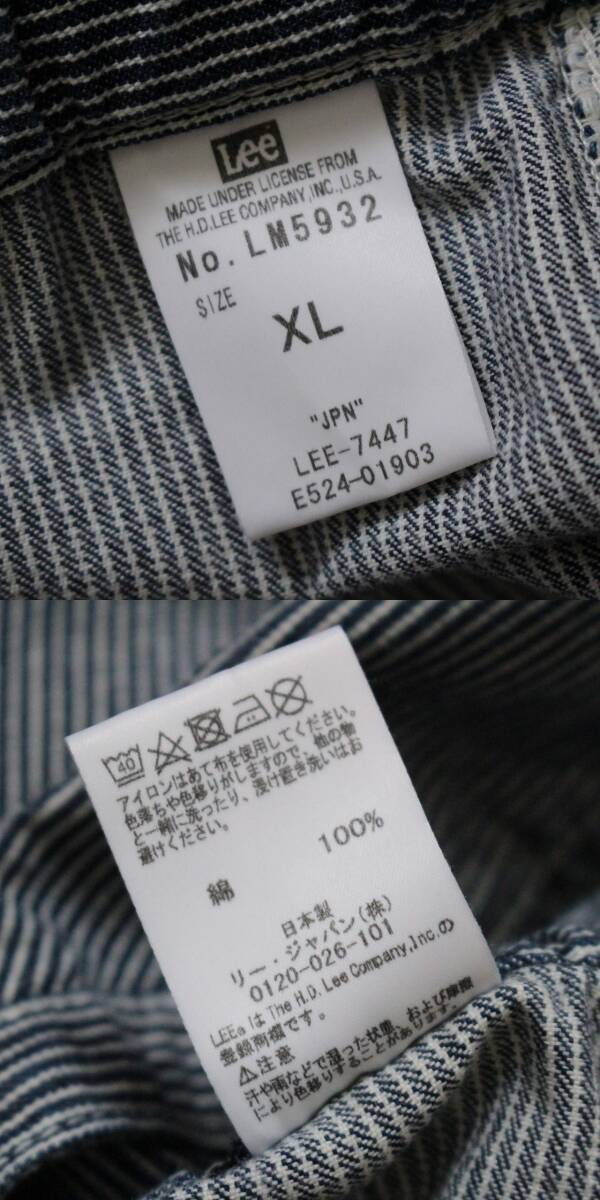 Lee
MADE UNDER LICENSE FROM
THE H.D.LEE COMPANY,INC.,U.S.A.
No. LM5932
SIZE
XL
"JPN"
LEE-7447
E524-01903
40
アイロンはあて布を使用してください。
色落ちや色移りがしますので、他の物
と一緒に洗ったり、浸け置き洗いはお
避けください。
綿 100%
日本製
リー・ジャパン(株)
0120-026-101
LEE® は The H.D. Lee Company,Inc.の
登録商標です。
⚠注意
汗や雨などで湿った状態、および摩擦
により色移りすることがあります。